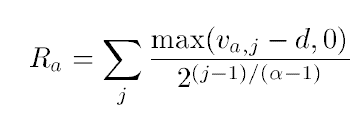 R_a = \sum_j \frac{\max(v_{a,j} - d, 0)}{2^{(j-1)/(\alpha-1)}}